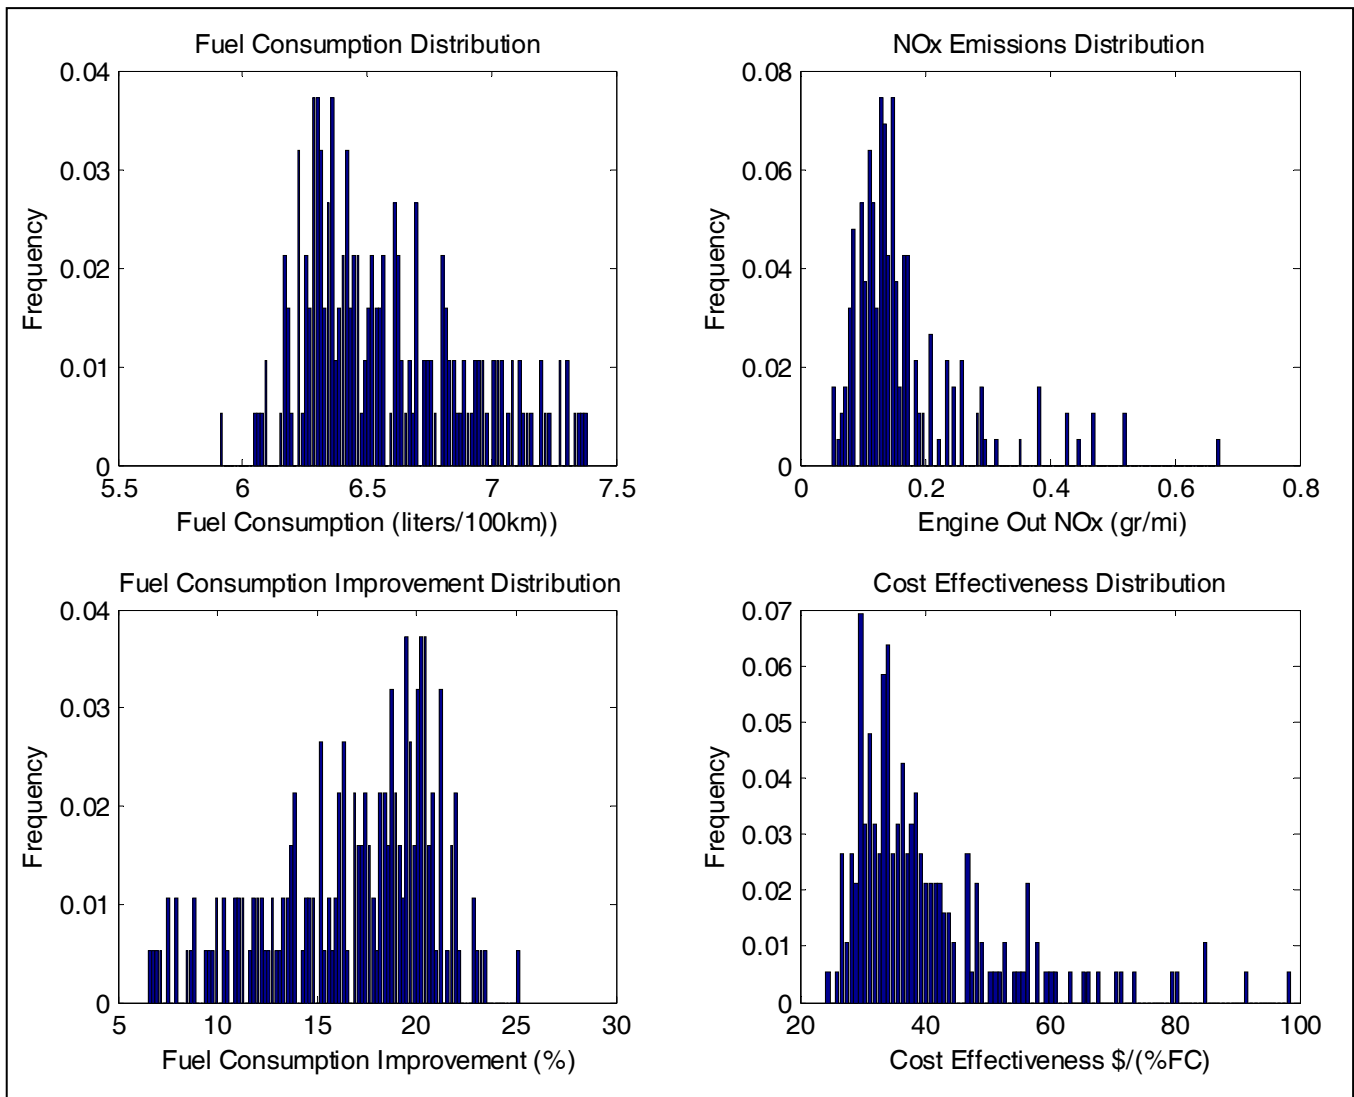 Fuel Consumption Distribution
0.04
0.03
0.02
0.01
0
Frequency
5.5 6 6.5 7 7.5
Fuel Consumption (liters/100km))
NOx Emissions Distribution
0.08
0.06
0.04
0.02
0
Frequency
0 0.2 0.4 0.6 0.8
Engine Out NOx (gr/mi)
Fuel Consumption Improvement Distribution
0.04
0.03
0.02
0.01
0
Frequency
5 10 15 20 25 30
Fuel Consumption Improvement (%)
Cost Effectiveness Distribution
0.07
0.06
0.05
0.04
0.03
0.02
0.01
0
Frequency
20 40 60 80 100
Cost Effectiveness $/(%FC)